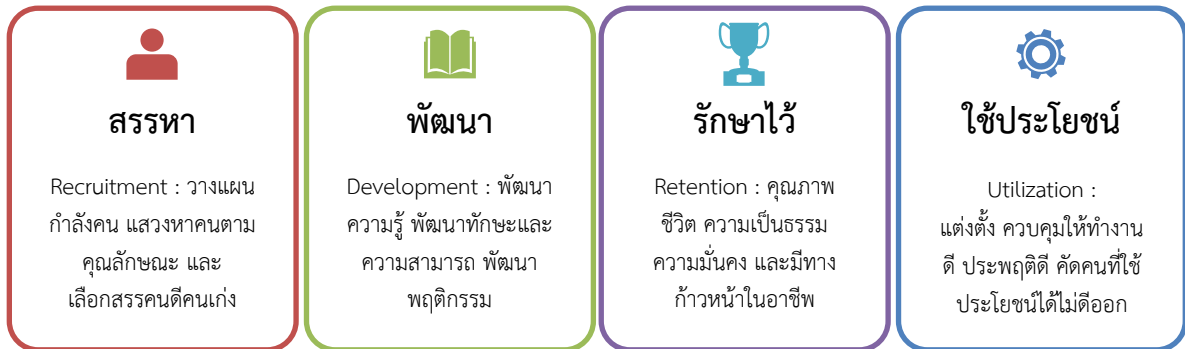 สรรหา
Recruitment : วางแผน
กำลังคน แสวงหาคนตาม
คุณลักษณะ และ
เลือกสรรคนดีคนเก่ง
พัฒนา
Development : พัฒนา
ความรู้ พัฒนาทักษะและ
ความสามารถ พัฒนา
พฤติกรรม
รักษาไว้
Retention : คุณภาพ
ชีวิต ความเป็นธรรม
ความมั่นคง และมีทาง
ก้าวหน้าในอาชีพ
ใช้ประโยชน์
Utilization :
แต่งตั้ง ควบคุมให้ทำงาน
ดี ประพฤติดี คัดคนที่ใช้
ประโยชน์ได้ไม่ดีออก